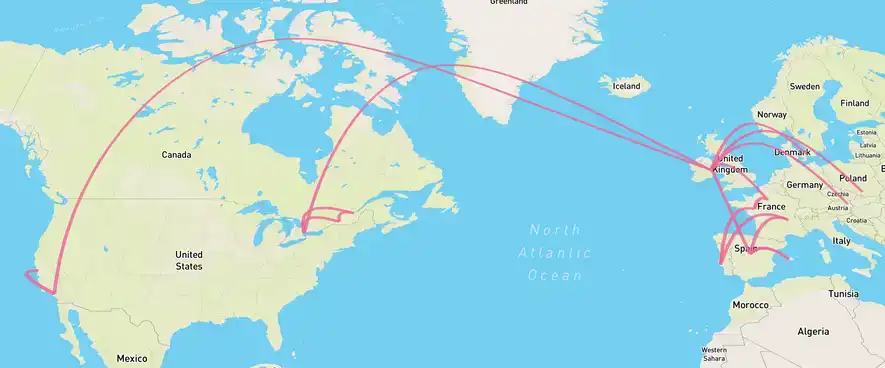 Greenland
Iceland
Sweden
Finland
Norway
Estonia
Latvia
Lithuania
Denmark
United
Kingdom
Canada
Poland
Germany
Czechia
Austria
France
Croatia
North
Atlantic
Ocean
Italy
Spain
United
States
Tunisia
Morocco
Algeria
Western
Sahara
Mexico